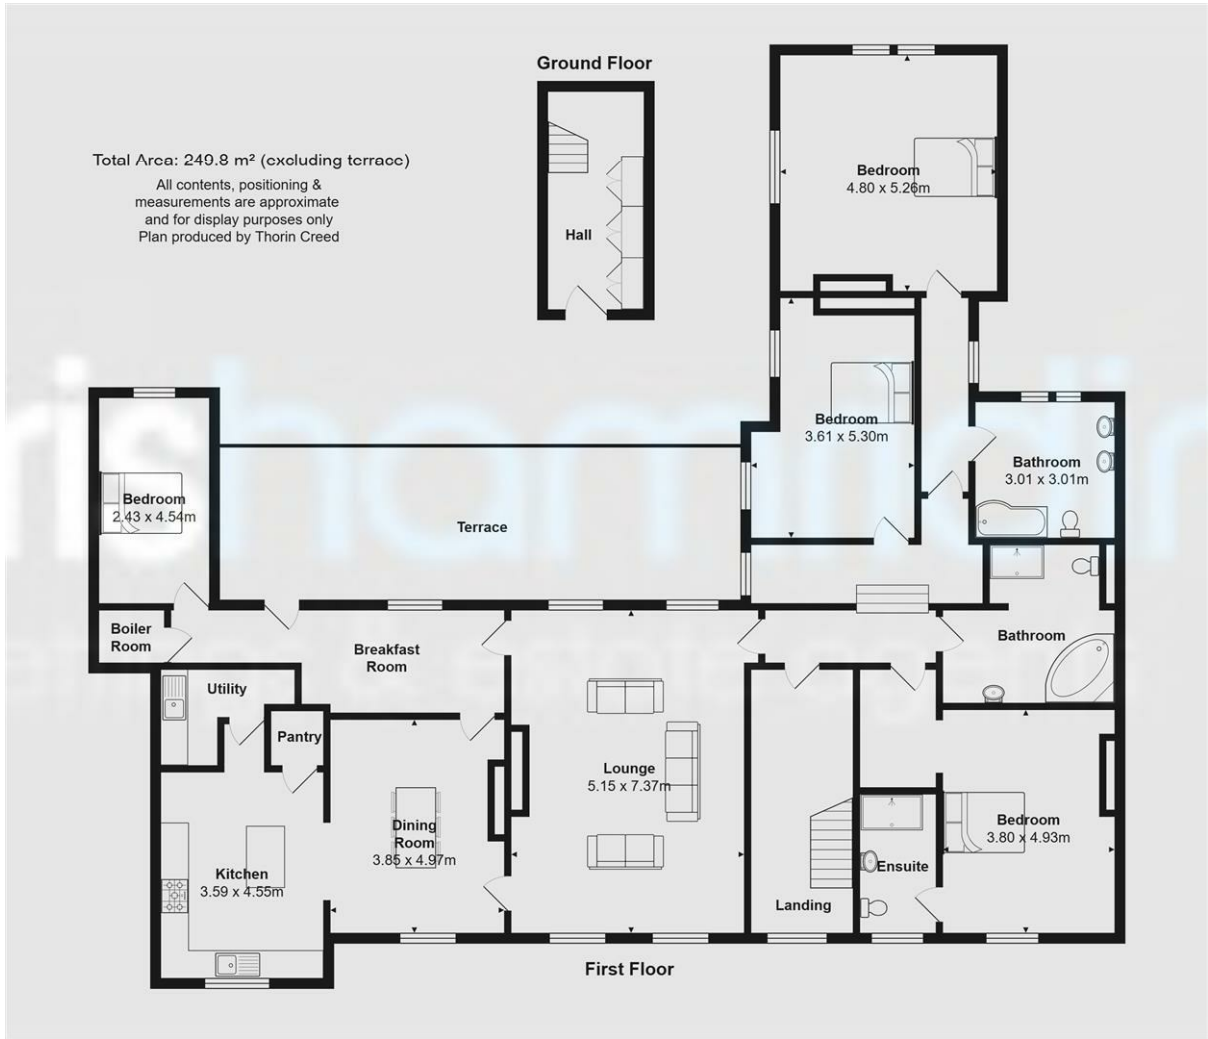 Ground Floor
Total Area: 249.8 m² (excluding terrace)
All contents, positioning &
measurements are approximate
and for display purposes only
Plan produced by Thorin Creed
Hall
Bedroom
4.80 x 5.26m
Bedroom
3.61 x 5.30m
Bathroom
3.01 x 3.01m
Bedroom
2.43 x 4.54m
Terrace
Boiler
Room
Breakfast
Room
Bathroom
Utility
Pantry
Lounge
5.15 x 7.37m
Dining
Room
3.85 x 4.97m
Bedroom
3.80 x 4.93m
Kitchen
3.59 x 4.55m
Ensuite
Landing
First Floor